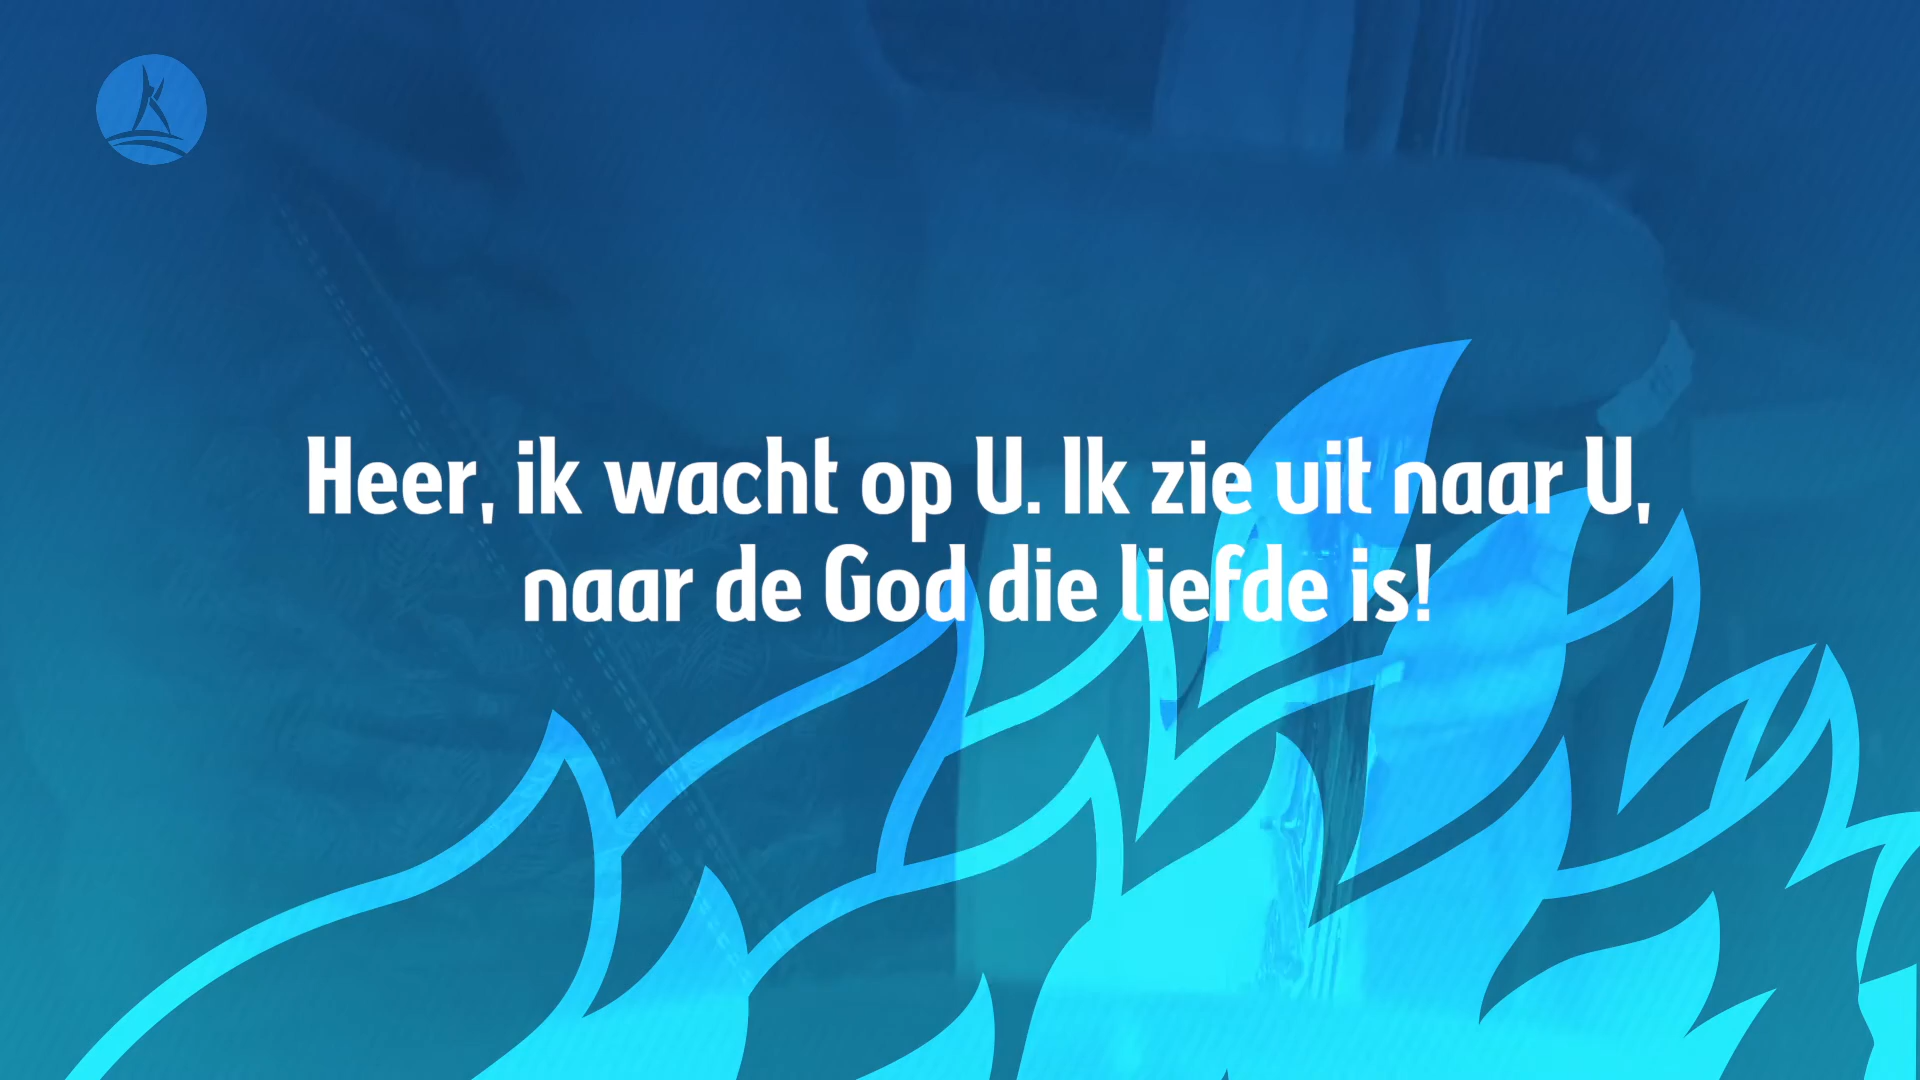 Heer, ik wacht op U. Ik zie uit naar U,
naar de God die liefde is!